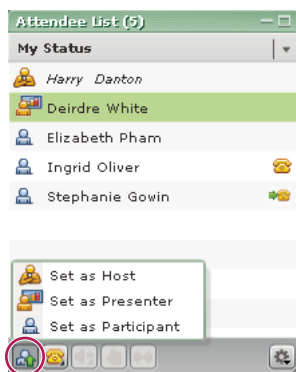 Attendee List (5)
My Status
Harry Danton
Deirdre White
Elizabeth Pham
Ingrid Oliver
Stephanie Gowin
Set as Host
Set as Presenter
Set as Participant